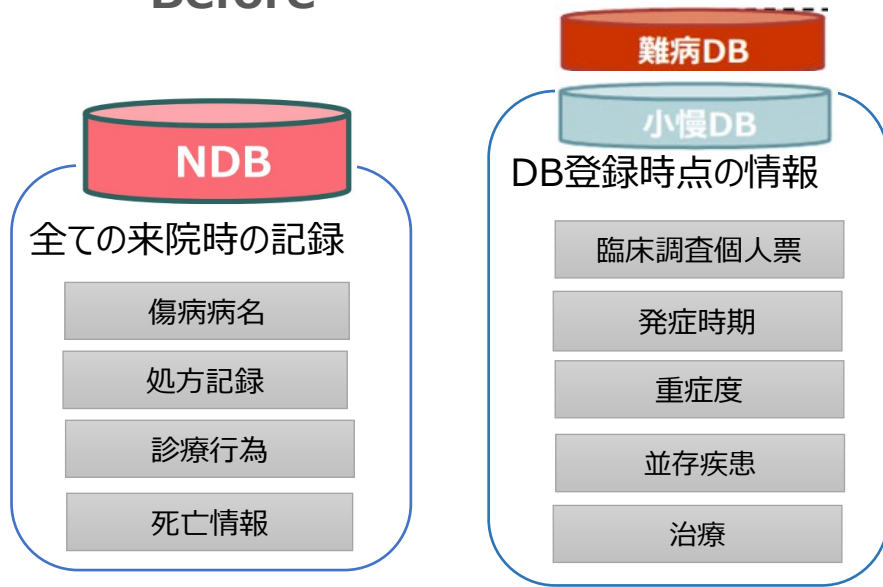 Before
NDB
全ての来院時の記録
傷病病名
処方記録
診療行為
死亡情報
難病DB
小慢DB
DB登録時点の情報
臨床調査個人票
発症時期
重症度
並存疾患
治療